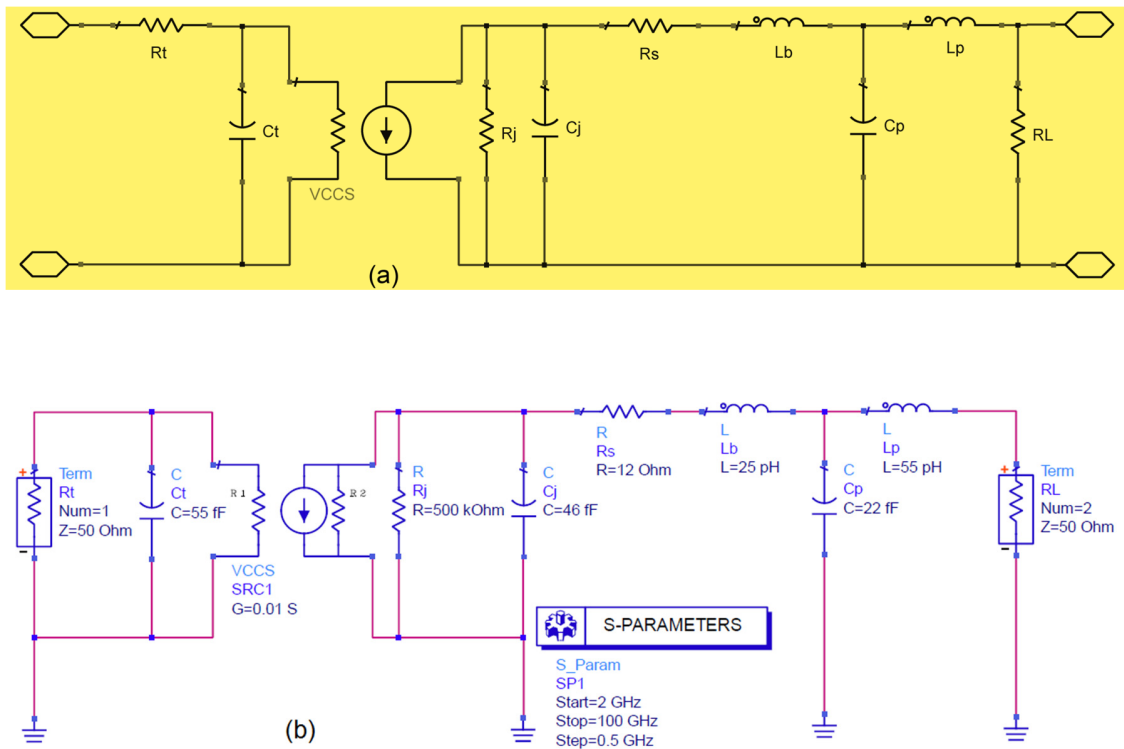 Rt
Ct
VCCS
Rj
Cj
Rs
Lb
Cp
Lp
RL
(a)
Term
Rt
Num=1
Z=50 Ohm
C
Ct
C=55 fF
R1
VCCS
SRC1
G=0.01 S
R2
R
Rj
R=500 kOhm
C
Cj
C=46 fF
R
Rs
R=12 Ohm
L
Lb
L=25 pH
C
Cp
C=22 fF
L
Lp
L=55 pH
Term
RL
Num=2
Z=50 Ohm
S-PARAMETERS
S_Param
SP1
Start=2 GHz
Stop=100 GHz
Step=0.5 GHz
(b)